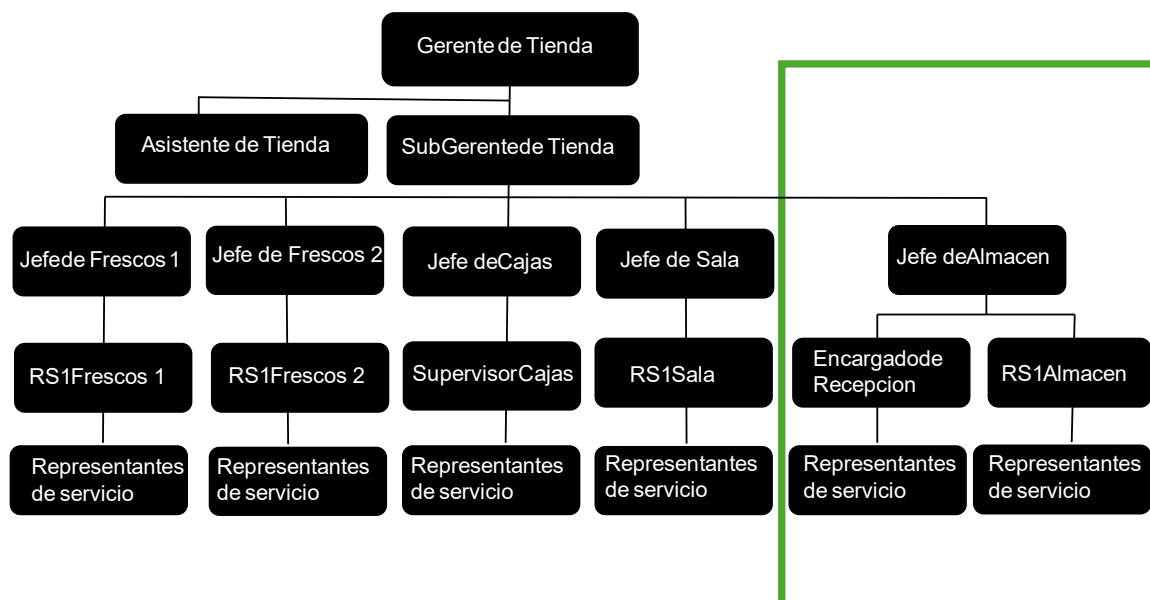 Gerente de Tienda
Asistente de Tienda
SubGerentede Tienda
Jefede Frescos 1
Jefe de Frescos 2
Jefe deCajas
Jefe de Sala
Jefe deAlmacen
RS1Frescos 1
RS1Frescos 2
SupervisorCajas
RS1Sala
Encargadode
Recepcion
RS1Almacen
Representantes
de servicio
Representantes
de servicio
Representantes
de servicio
Representantes
de servicio
Representantes
de servicio
Representantes
de servicio